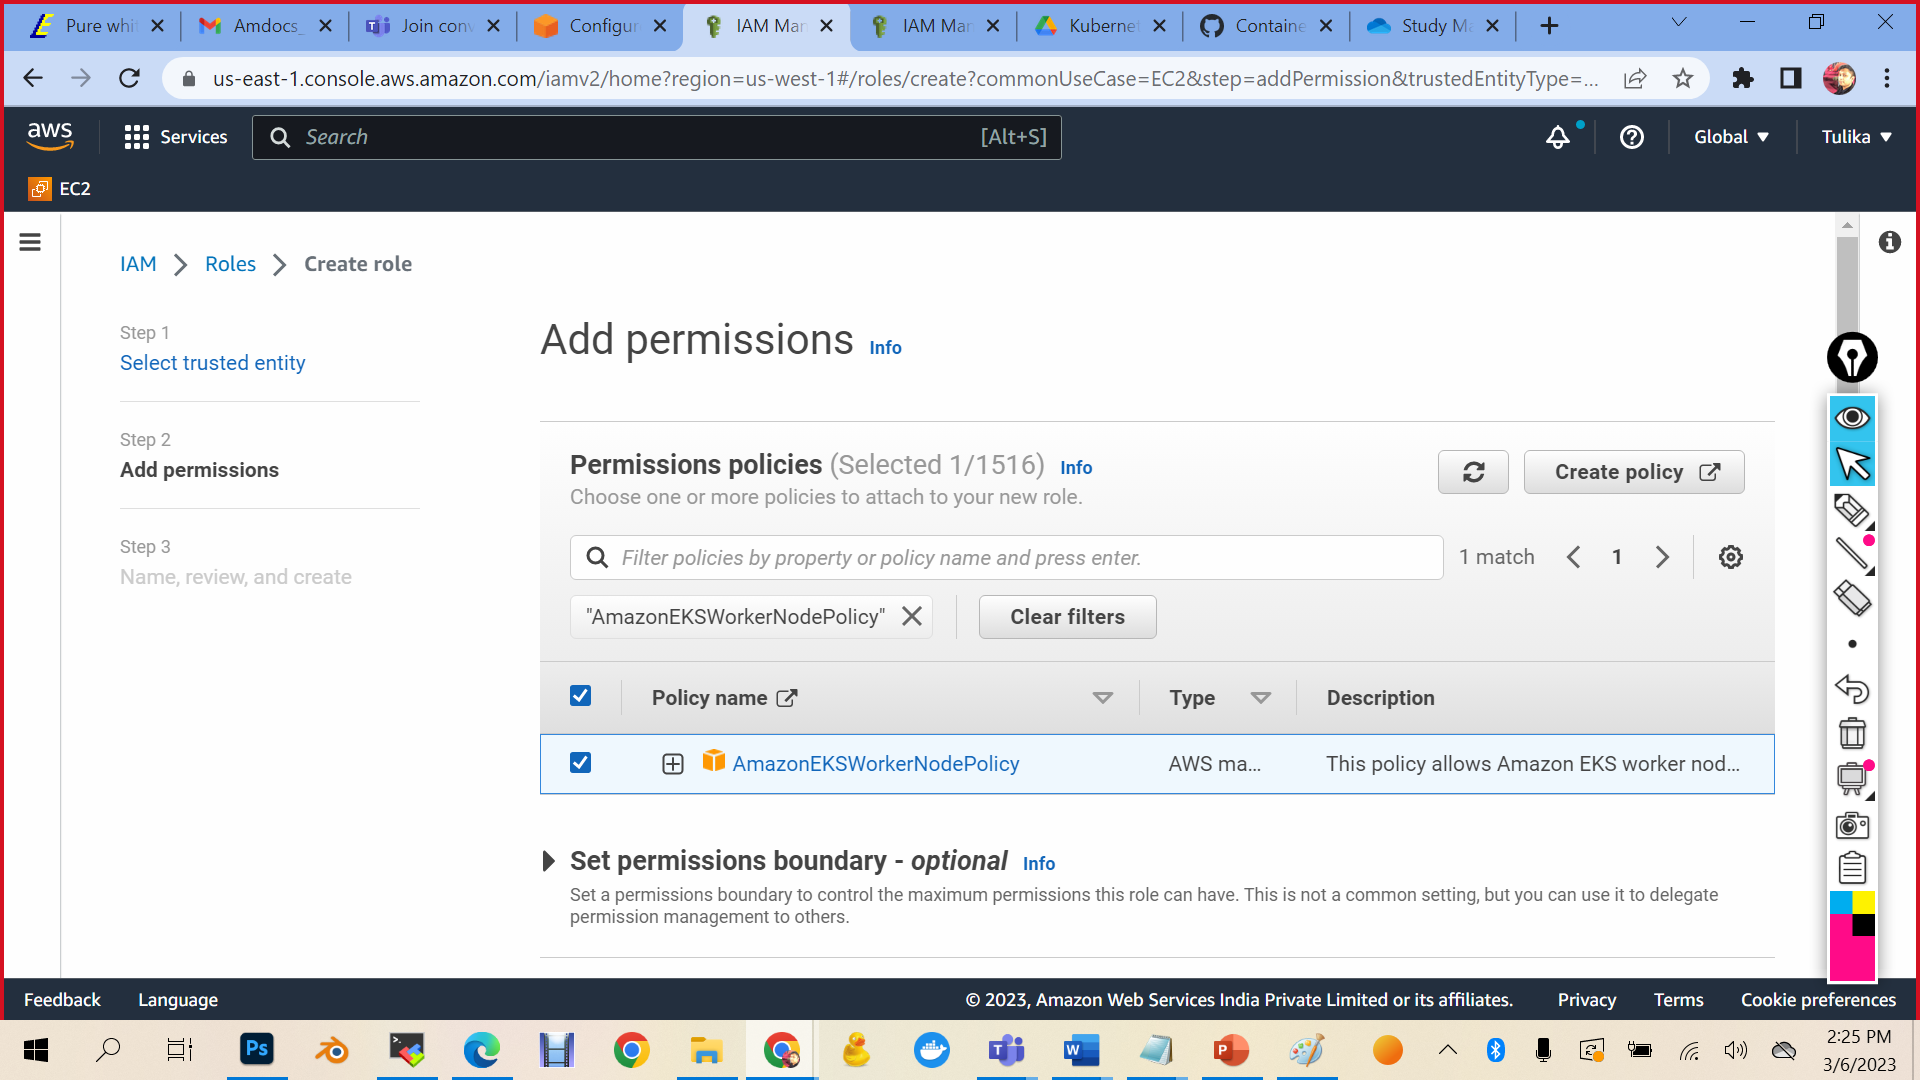 Pure whi
Amdocs_
Join con
Configur
IAM Man
IAM Man
Kuberne
Containe
Study Ma
us-east-1.console.aws.amazon.com/iamv2/home?region=us-west-1#/roles/create?commonUseCase=EC2&step=addPermission&trustedEntityType=...
aws
Services
Search
[Alt+S]
Global
Tulika
EC2
IAM
Roles
Create role
Step 1
Select trusted entity
Step 2
Add permissions
Step 3
Name, review, and create
Add permissions Info
Permissions policies (Selected 1/1516) Info
Choose one or more policies to attach to your new role.
Create policy
Filter policies by property or policy name and press enter.
1 match
1
"AmazonEKSWorkerNodePolicy"
Clear filters
Policy name
Type
Description
AmazonEKSWorkerNodePolicy
AWS ma...
This policy allows Amazon EKS worker nod...
Set permissions boundary - optional Info
Set a permissions boundary to control the maximum permissions this role can have. This is not a common setting, but you can use it to delegate
permission management to others.
Feedback
Language
© 2023, Amazon Web Services India Private Limited or its affiliates.
Privacy
Terms
Cookie preferences
Ps
T
W
P
2:25 PM
3/6/2023